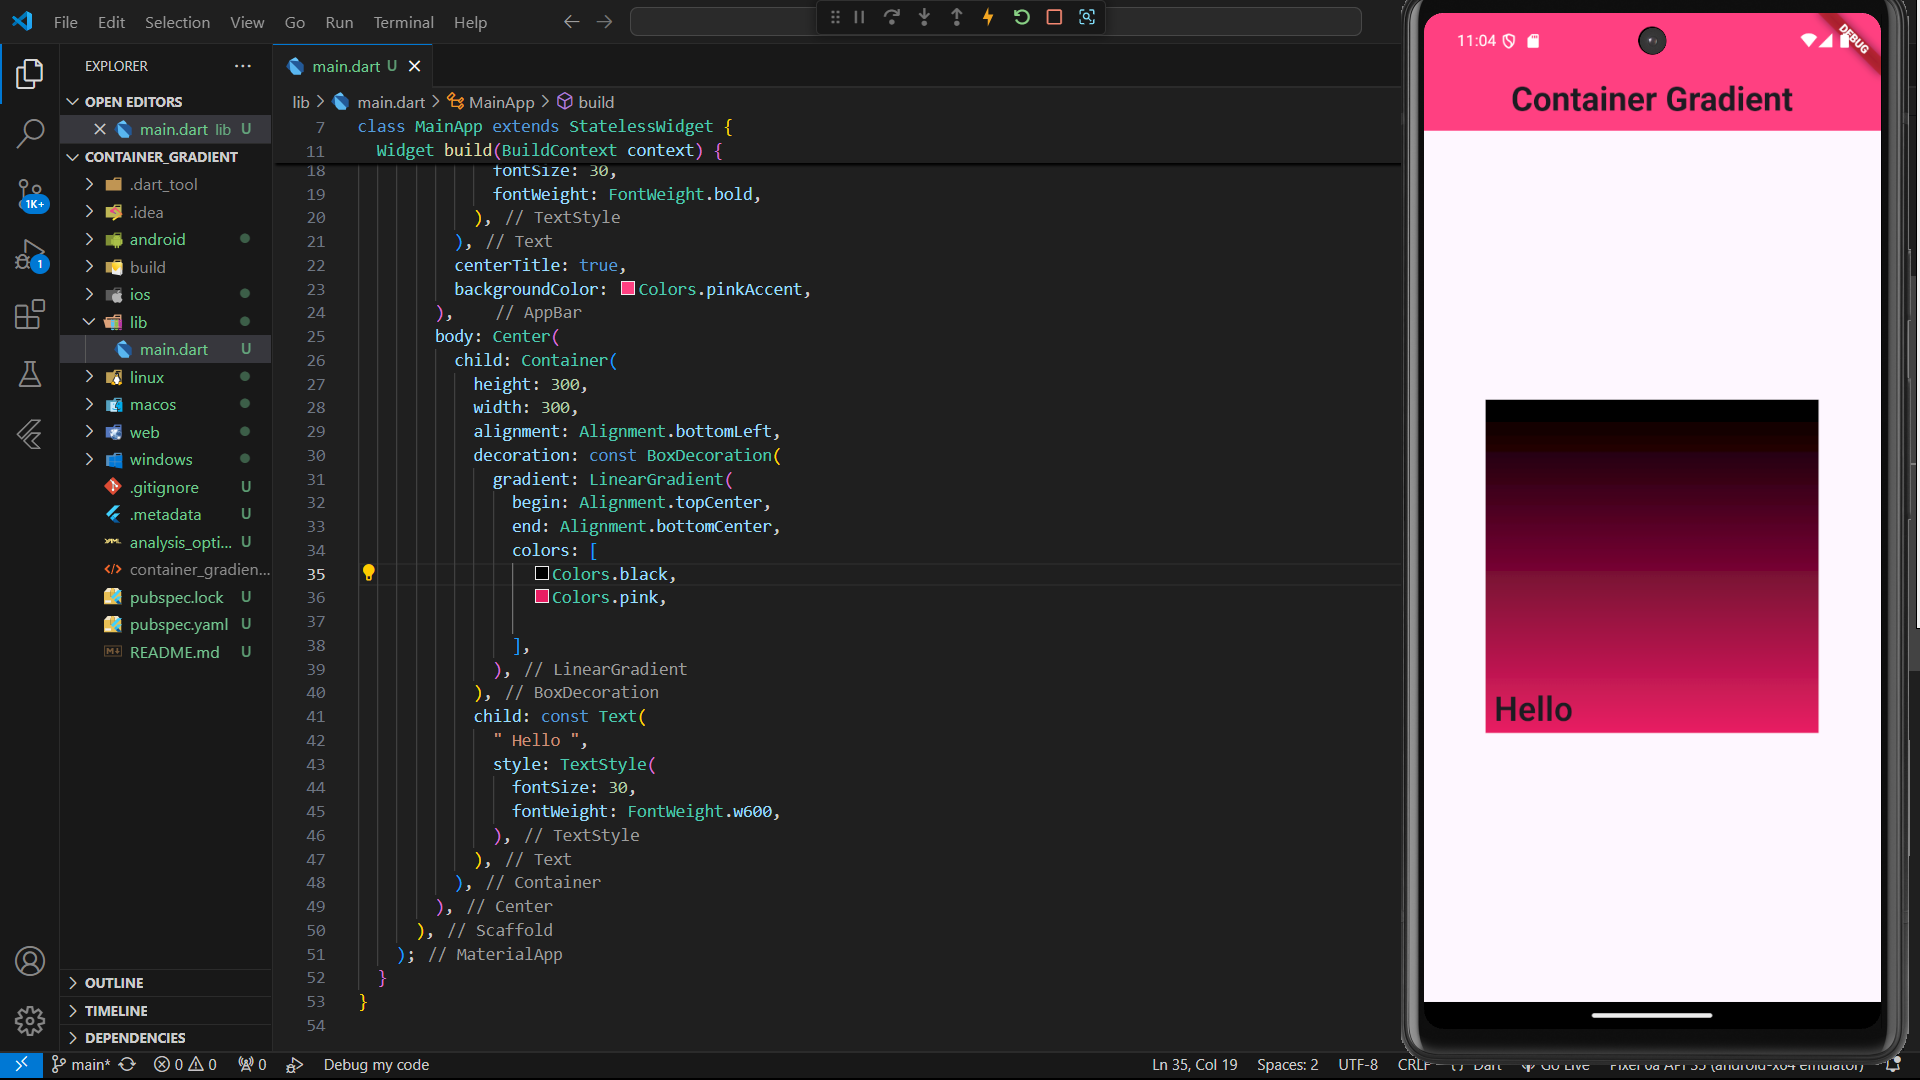 File Edit Selection View Go Run Terminal Help
EXPLORER
OPEN EDITORS
main.dart lib U
CONTAINER_GRADIENT
.dart_tool
.idea
android
build
ios
lib
main.dart U
linux
macos
web
windows
.gitignore U
.metadata U
analysis_opti... U
container_gradien...
pubspec.lock U
pubspec.yaml U
README.md U
OUTLINE
TIMELINE
DEPENDENCIES
1K+
1
main.dart U
lib > main.dart > MainApp > build
7 class MainApp extends StatelessWidget {
11 Widget build(BuildContext context) {
18 fontSize: 30,
19 fontWeight: FontWeight.bold,
20 ), // TextStyle
21 ), // Text
22 centerTitle: true,
23 backgroundColor: Colors.pinkAccent,
24 ), // AppBar
25 body: Center(
26 child: Container(
27 height: 300,
28 width: 300,
29 alignment: Alignment.bottomLeft,
30 decoration: const BoxDecoration(
31 gradient: LinearGradient(
32 begin: Alignment.topCenter,
33 end: Alignment.bottomCenter,
34 colors: [
35 Colors.black,
36 Colors.pink,
37
38 ],
39 ), // LinearGradient
40 ), // BoxDecoration
41 child: const Text(
42 " Hello ",
43 style: TextStyle(
44 fontSize: 30,
45 fontWeight: FontWeight.w600,
46 ), // TextStyle
47 ), // Text
48 ), // Container
49 ), // Center
50 ), // Scaffold
51 ); // MaterialApp
52 }
53 }
54
11:04
DEBUG
Container Gradient
Hello
main* 0 0 0 Debug my code
Ln 35, Col 19 Spaces: 2 UTF-8 CRLF {} Dart Go Live Pixel 6a API 35 (android-x64 emulator)